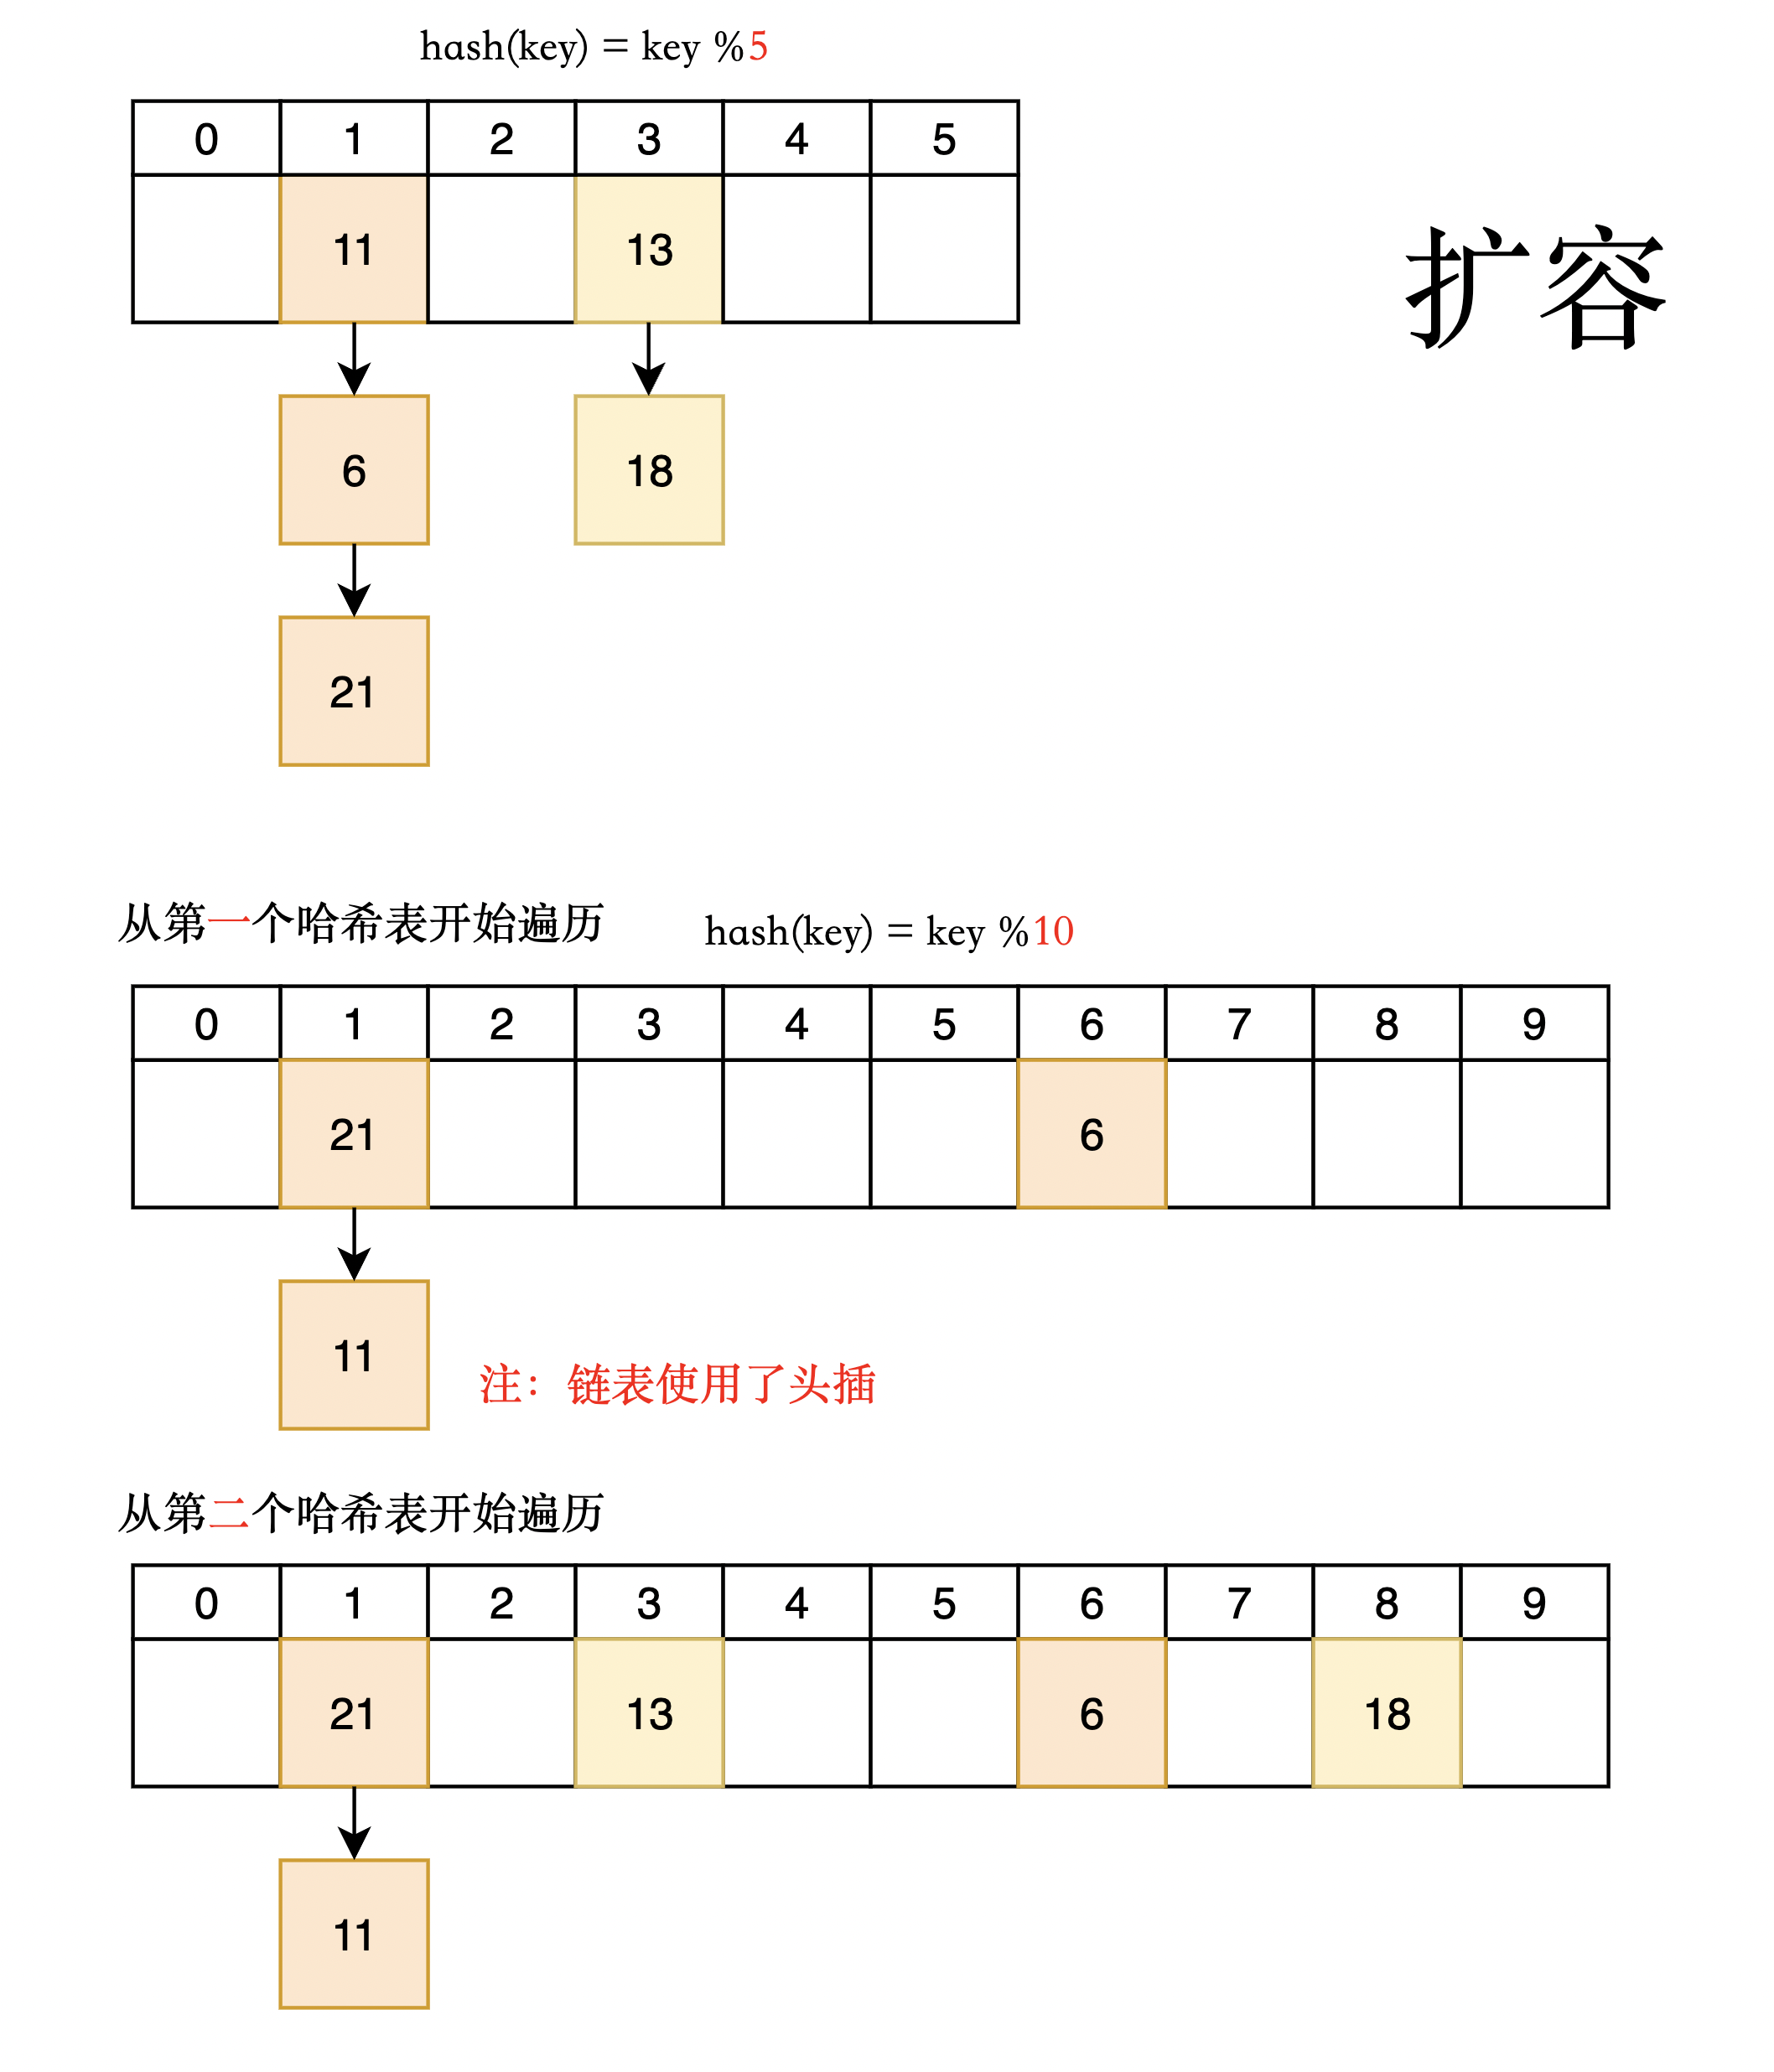 hash(key) = key %5
0 1 2 3 4 5
11 13
扩容
6 18
21
从第一个哈希表开始遍历
hash(key) = key %10
0 1 2 3 4 5 6 7 8 9
21 6
11
注：链表使用了头插
从第二个哈希表开始遍历
0 1 2 3 4 5 6 7 8 9
21 13 6 18
11